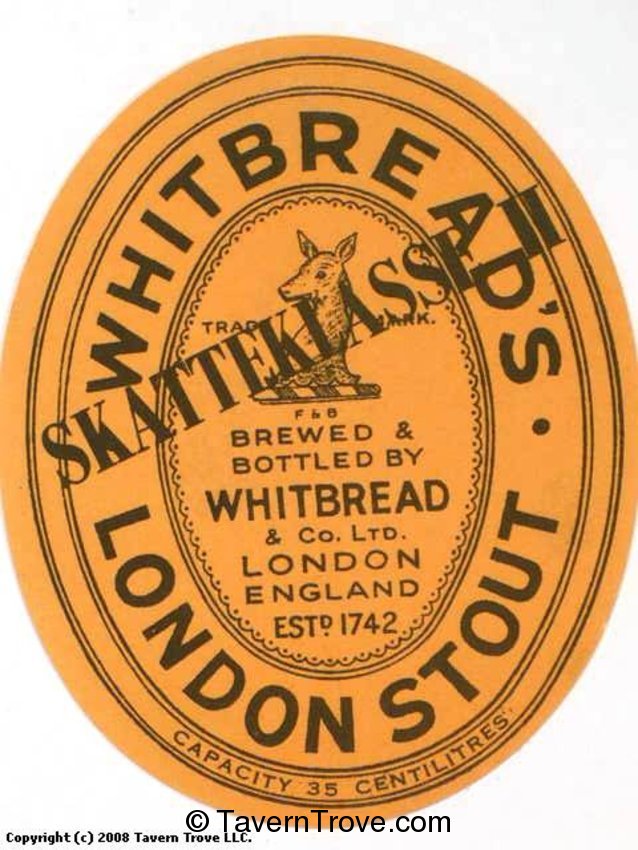 WHITBREAD'S ·
SKATTEKLASSE II
TRADE MARK.
F & B
BREWED &
BOTTLED BY
WHITBREAD
& Co. LTD.
LONDON
ENGLAND
ESTD 1742
LONDON STOUT
CAPACITY 35 CENTILITRES.
© TavernTrove.com
Copyright (c) 2008 Tavern Trove LLC.